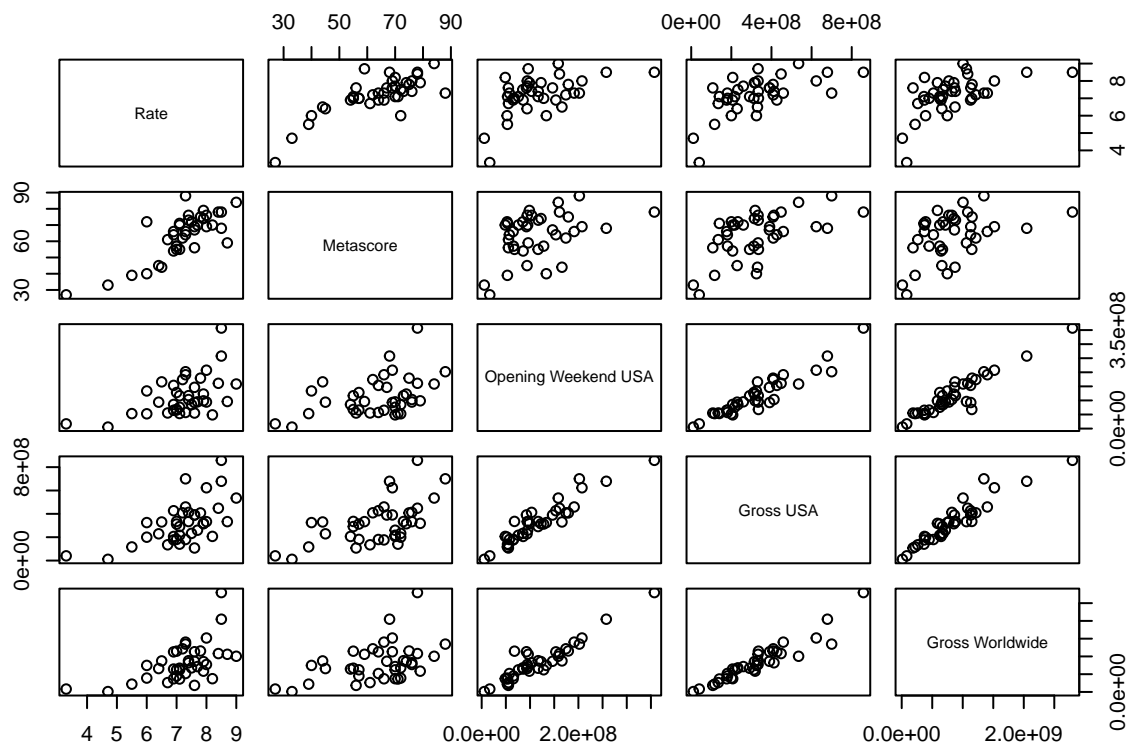 30 50 70 90
0e+00 4e+08 8e+08
Rate
4 6 8
30 60 90
Metascore
Opening Weekend USA
0.0e+00 3.5e+08
0e+00 8e+08
Gross USA
Gross Worldwide
0.0e+00
4 5 6 7 8 9
0.0e+00 2.0e+08
0.0e+00 2.0e+09